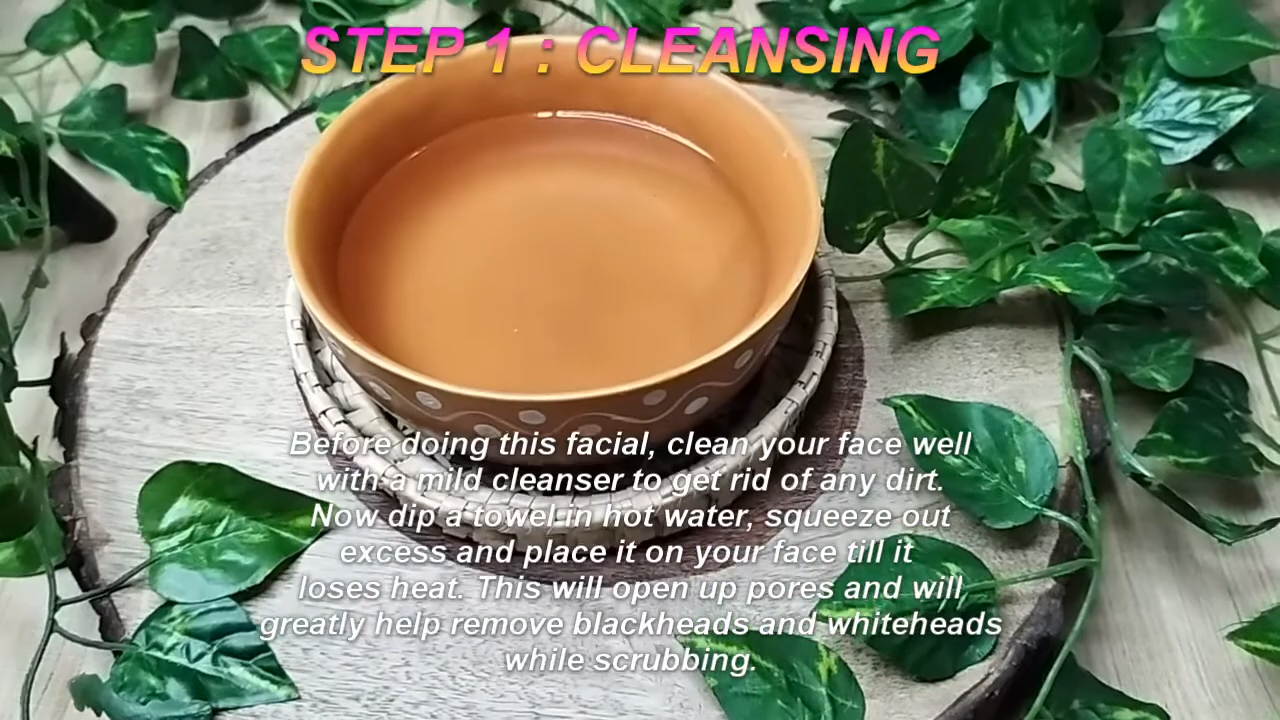 STEP 1 : CLEANSING
Before doing this facial, clean your face well
with a mild cleanser to get rid of any dirt.
Now dip a towel in hot water, squeeze out
excess and place it on your face till it
loses heat. This will open up pores and will
greatly help remove blackheads and whiteheads
while scrubbing.